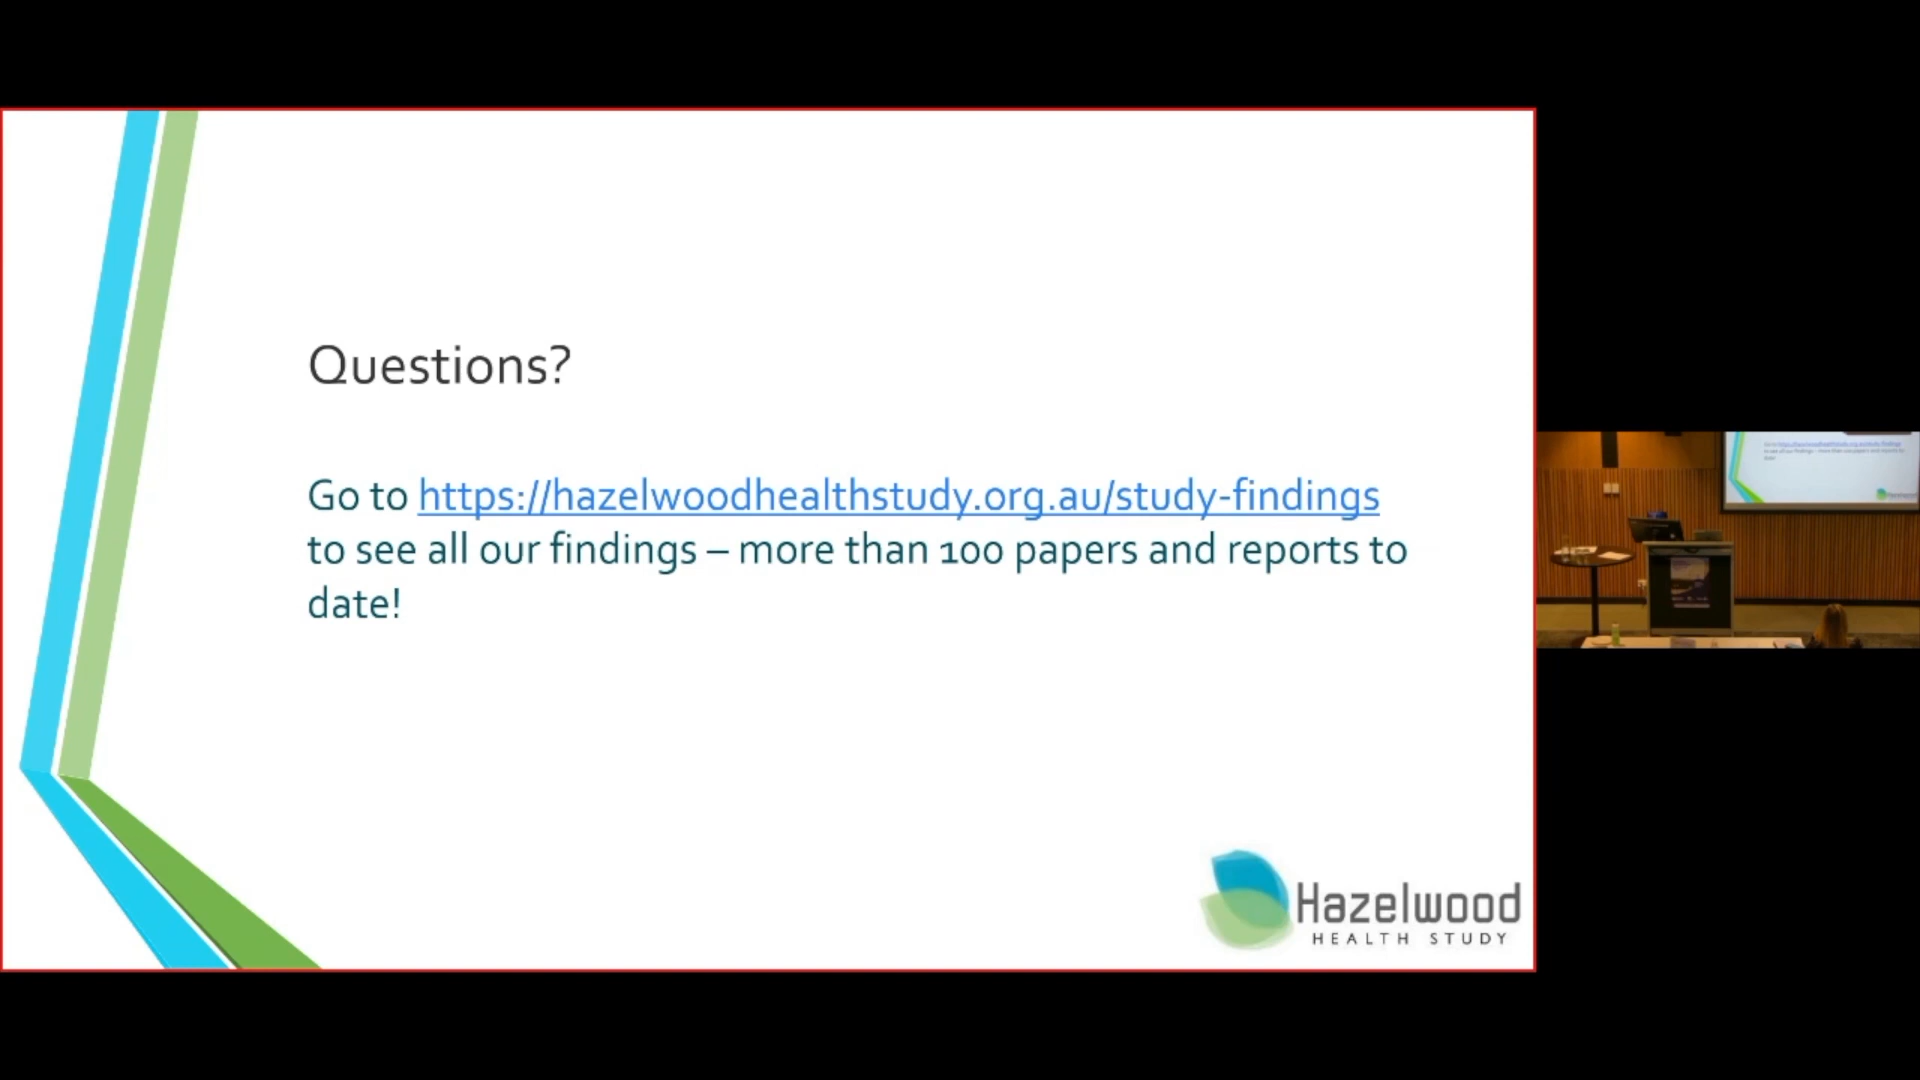 Questions?
Go to https://hazelwoodhealthstudy.org.au/study-findings
to see all our findings – more than 100 papers and reports to
date!
Hazelwood
HEALTH STUDY